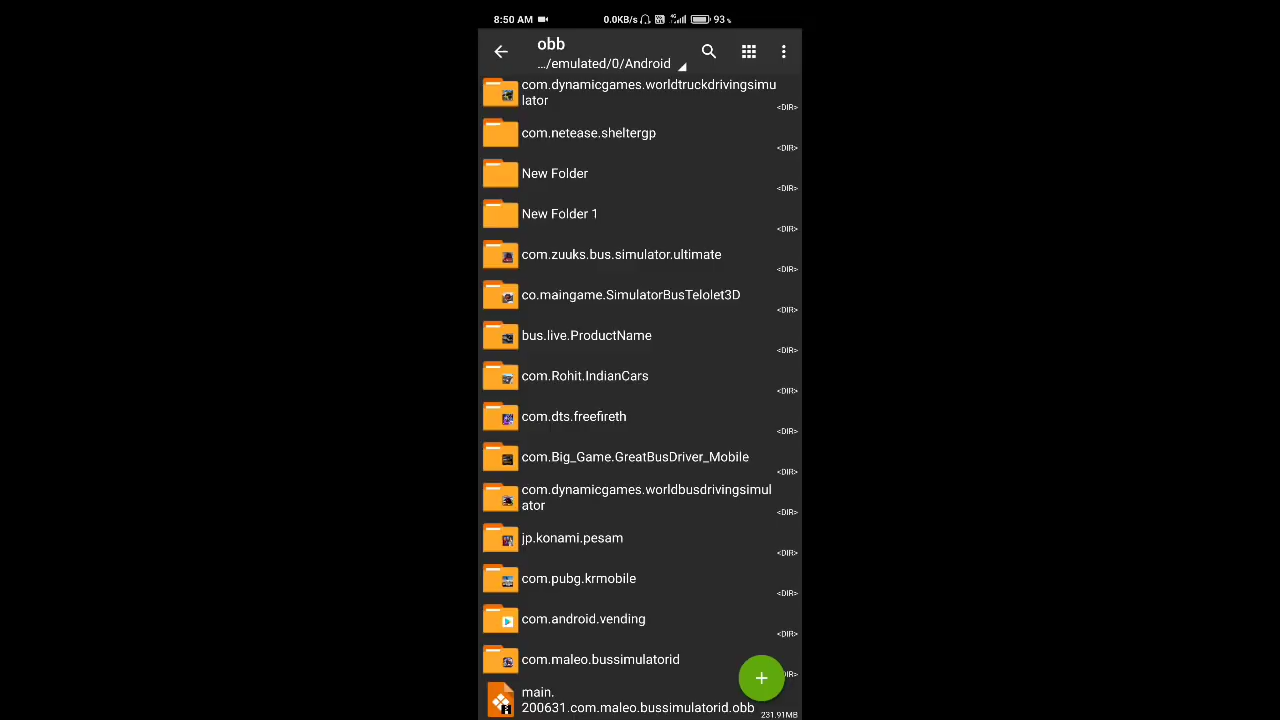 8:50 AM 0.0KB/s 93%
obb
.../emulated/0/Android
com.dynamicgames.worldtruckdrivingsimu
lator
<DIR>
com.netease.sheltergp
<DIR>
New Folder
<DIR>
New Folder 1
<DIR>
com.zuuks.bus.simulator.ultimate
<DIR>
co.maingame.SimulatorBusTelolet3D
<DIR>
bus.live.ProductName
<DIR>
com.Rohit.IndianCars
<DIR>
com.dts.freefireth
<DIR>
com.Big_Game.GreatBusDriver_Mobile
<DIR>
com.dynamicgames.worldbusdrivingsimul
ator
<DIR>
jp.konami.pesam
<DIR>
com.pubg.krmobile
<DIR>
com.android.vending
<DIR>
com.maleo.bussimulatorid
IR>
main.
200631.com.maleo.bussimulatorid.obb
231.91MB